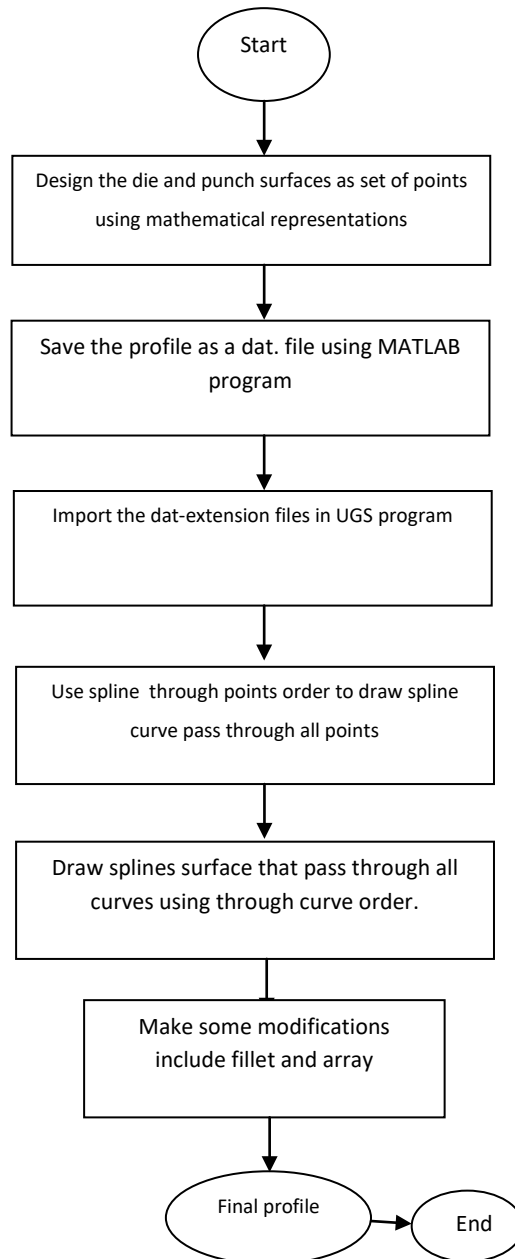 Start
Design the die and punch surfaces as set of points
using mathematical representations
Save the profile as a dat. file using MATLAB
program
Import the dat-extension files in UGS program
Use spline through points order to draw spline
curve pass through all points
Draw splines surface that pass through all
curves using through curve order.
Make some modifications
include fillet and array
Final profile
End